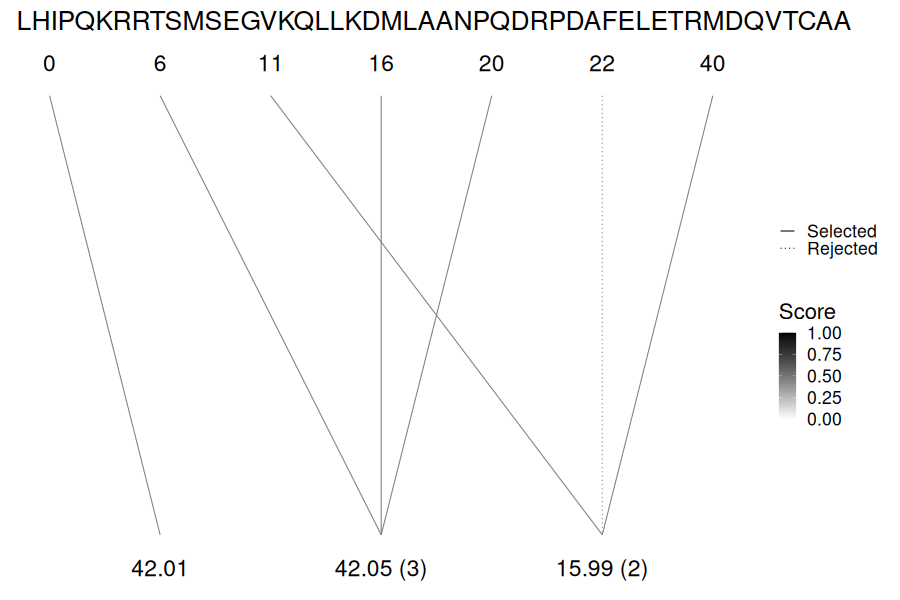 LHIPQKRRTSMSEGVKQLLKDMLAANPQDRPDAFELETRMDQVTCAA
0 6 11 16 20 22 40
Selected
Rejected
Score
1.00
0.75
0.50
0.25
0.00
42.01 42.05 (3) 15.99 (2)